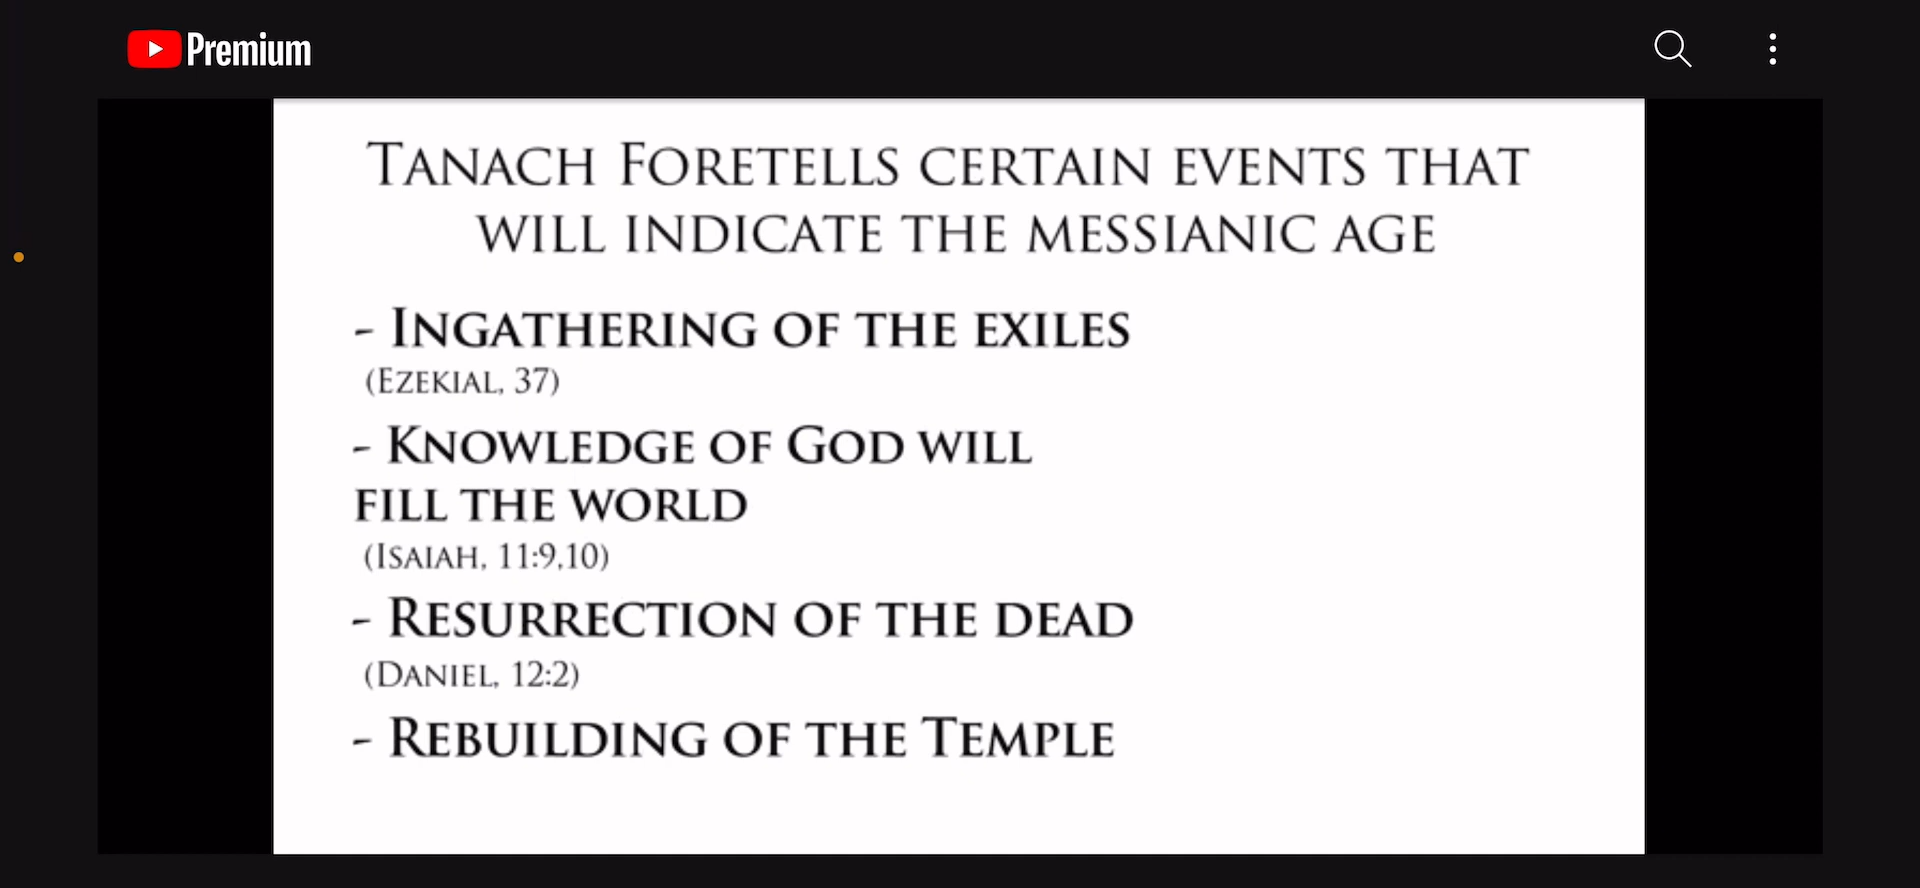 Premium
TANACH FORETELLS CERTAIN EVENTS THAT
WILL INDICATE THE MESSIANIC AGE
- INGATHERING OF THE EXILES
(EZEKIAL, 37)
- KNOWLEDGE OF GOD WILL
FILL THE WORLD
(ISAIAH, 11:9,10)
- RESURRECTION OF THE DEAD
(DANIEL, 12:2)
- REBUILDING OF THE TEMPLE